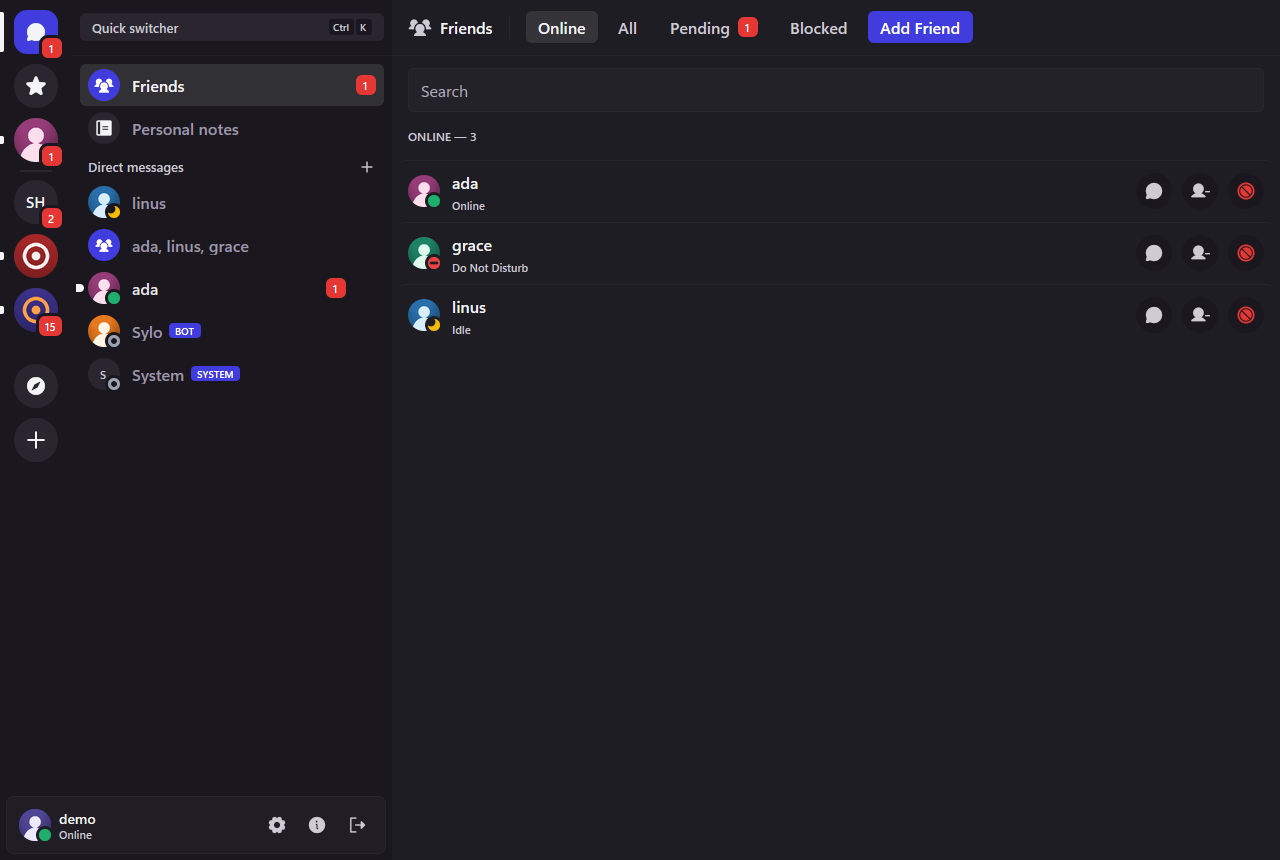 1
1
SH
2
15
Quick switcher
Ctrl K
Friends
1
Personal notes
Direct messages
linus
ada, linus, grace
ada
1
Sylo BOT
S
System SYSTEM
demo
Online
Friends
Online
All
Pending 1
Blocked
Add Friend
Search
ONLINE — 3
ada
Online
grace
Do Not Disturb
linus
Idle